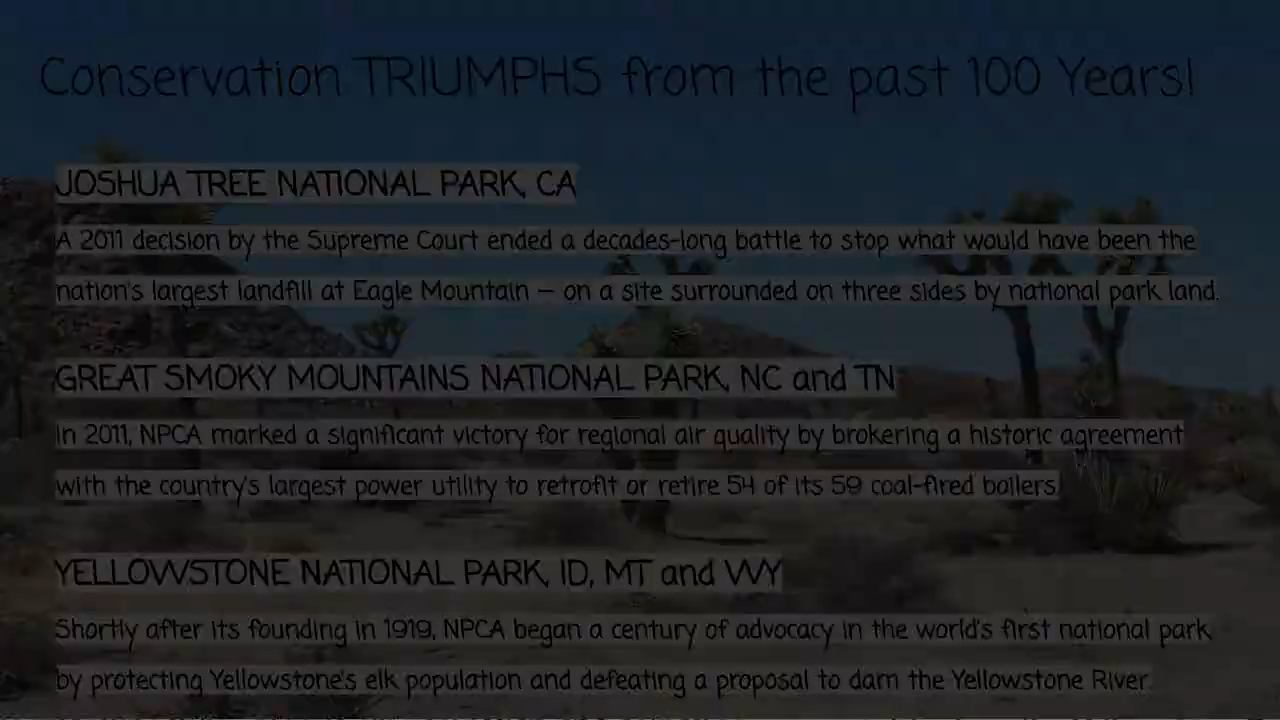 Conservation TRIUMPHS from the past 100 Years!
JOSHUA TREE NATIONAL PARK, CA
A 2011 decision by the Supreme Court ended a decades-long battle to stop what would have been the
nation's largest landfill at Eagle Mountain – on a site surrounded on three sides by national park land.
GREAT SMOKY MOUNTAINS NATIONAL PARK, NC and TN
In 2011, NPCA marked a significant victory for regional air quality by brokering a historic agreement
with the country's largest power utility to retrofit or retire 54 of its 59 coal-fired boilers.
YELLOWSTONE NATIONAL PARK, ID, MT and WY
Shortly after its founding in 1919, NPCA began a century of advocacy in the world's first national park
by protecting Yellowstone's elk population and defeating a proposal to dam the Yellowstone River.